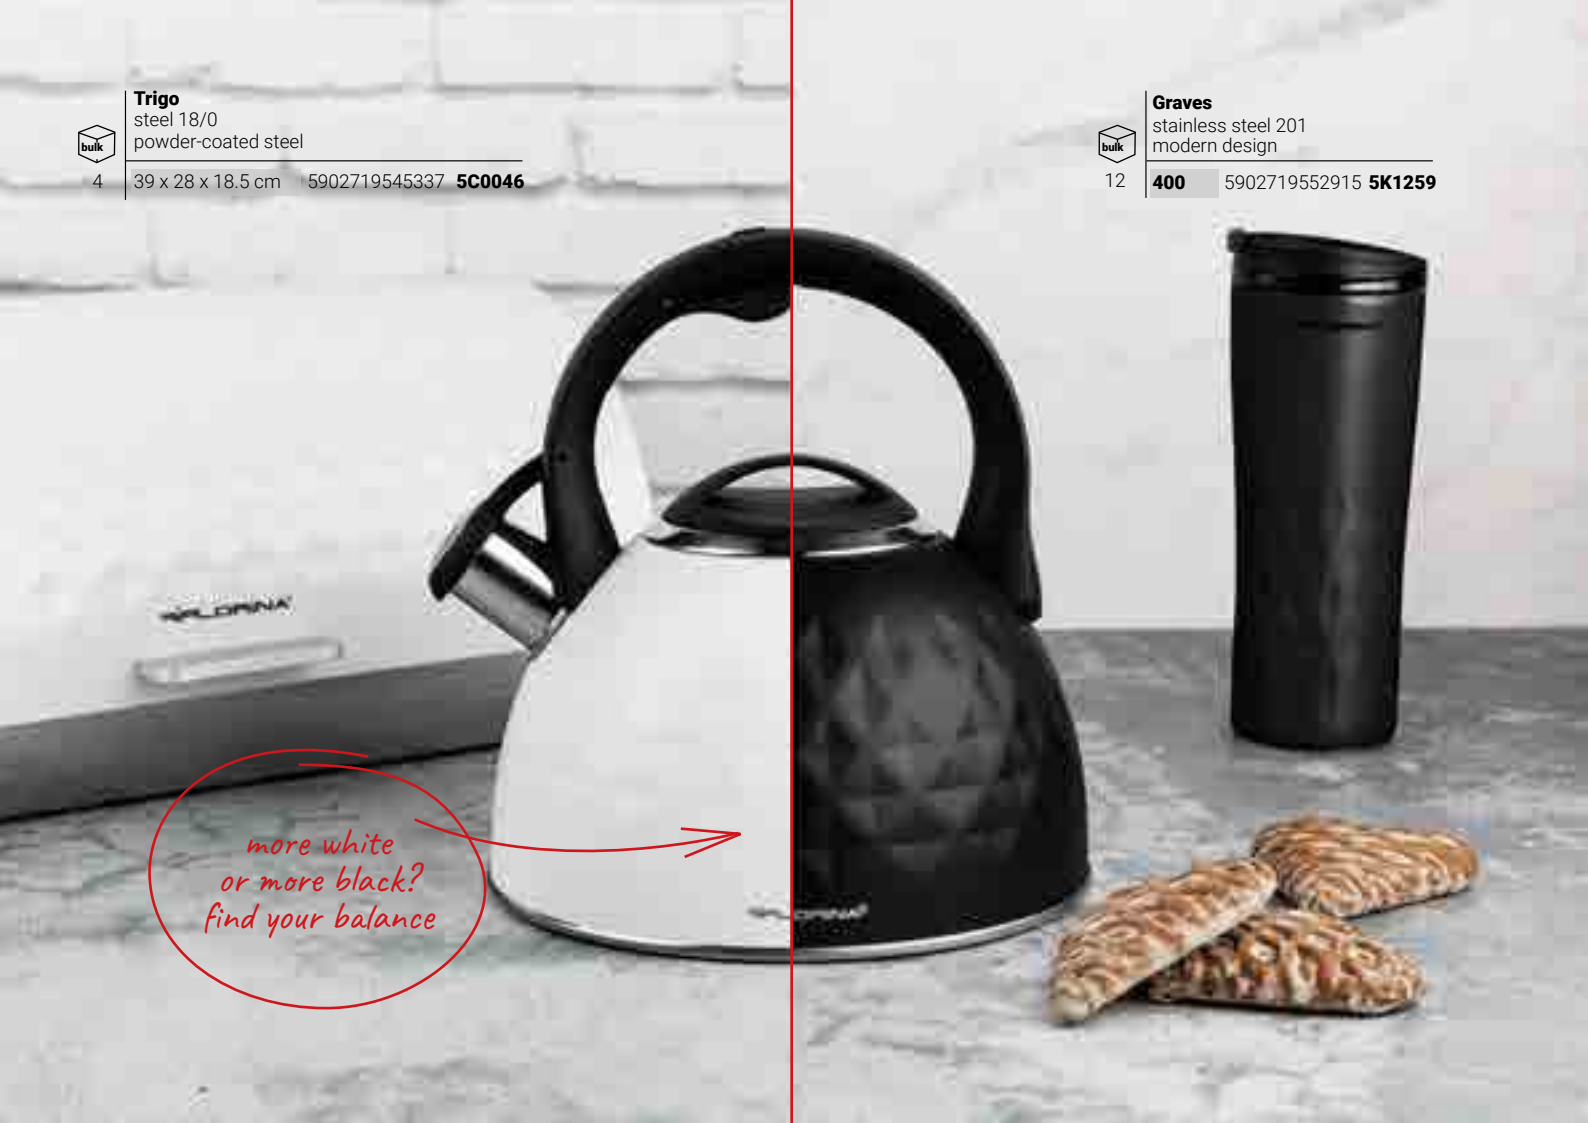 Trigo
steel 18/0
powder-coated steel
bulk
4 39 x 28 x 18.5 cm 5902719545337 5C0046
Graves
stainless steel 201
modern design
bulk
12 400 5902719552915 5K1259
more white
or more black?
find your balance